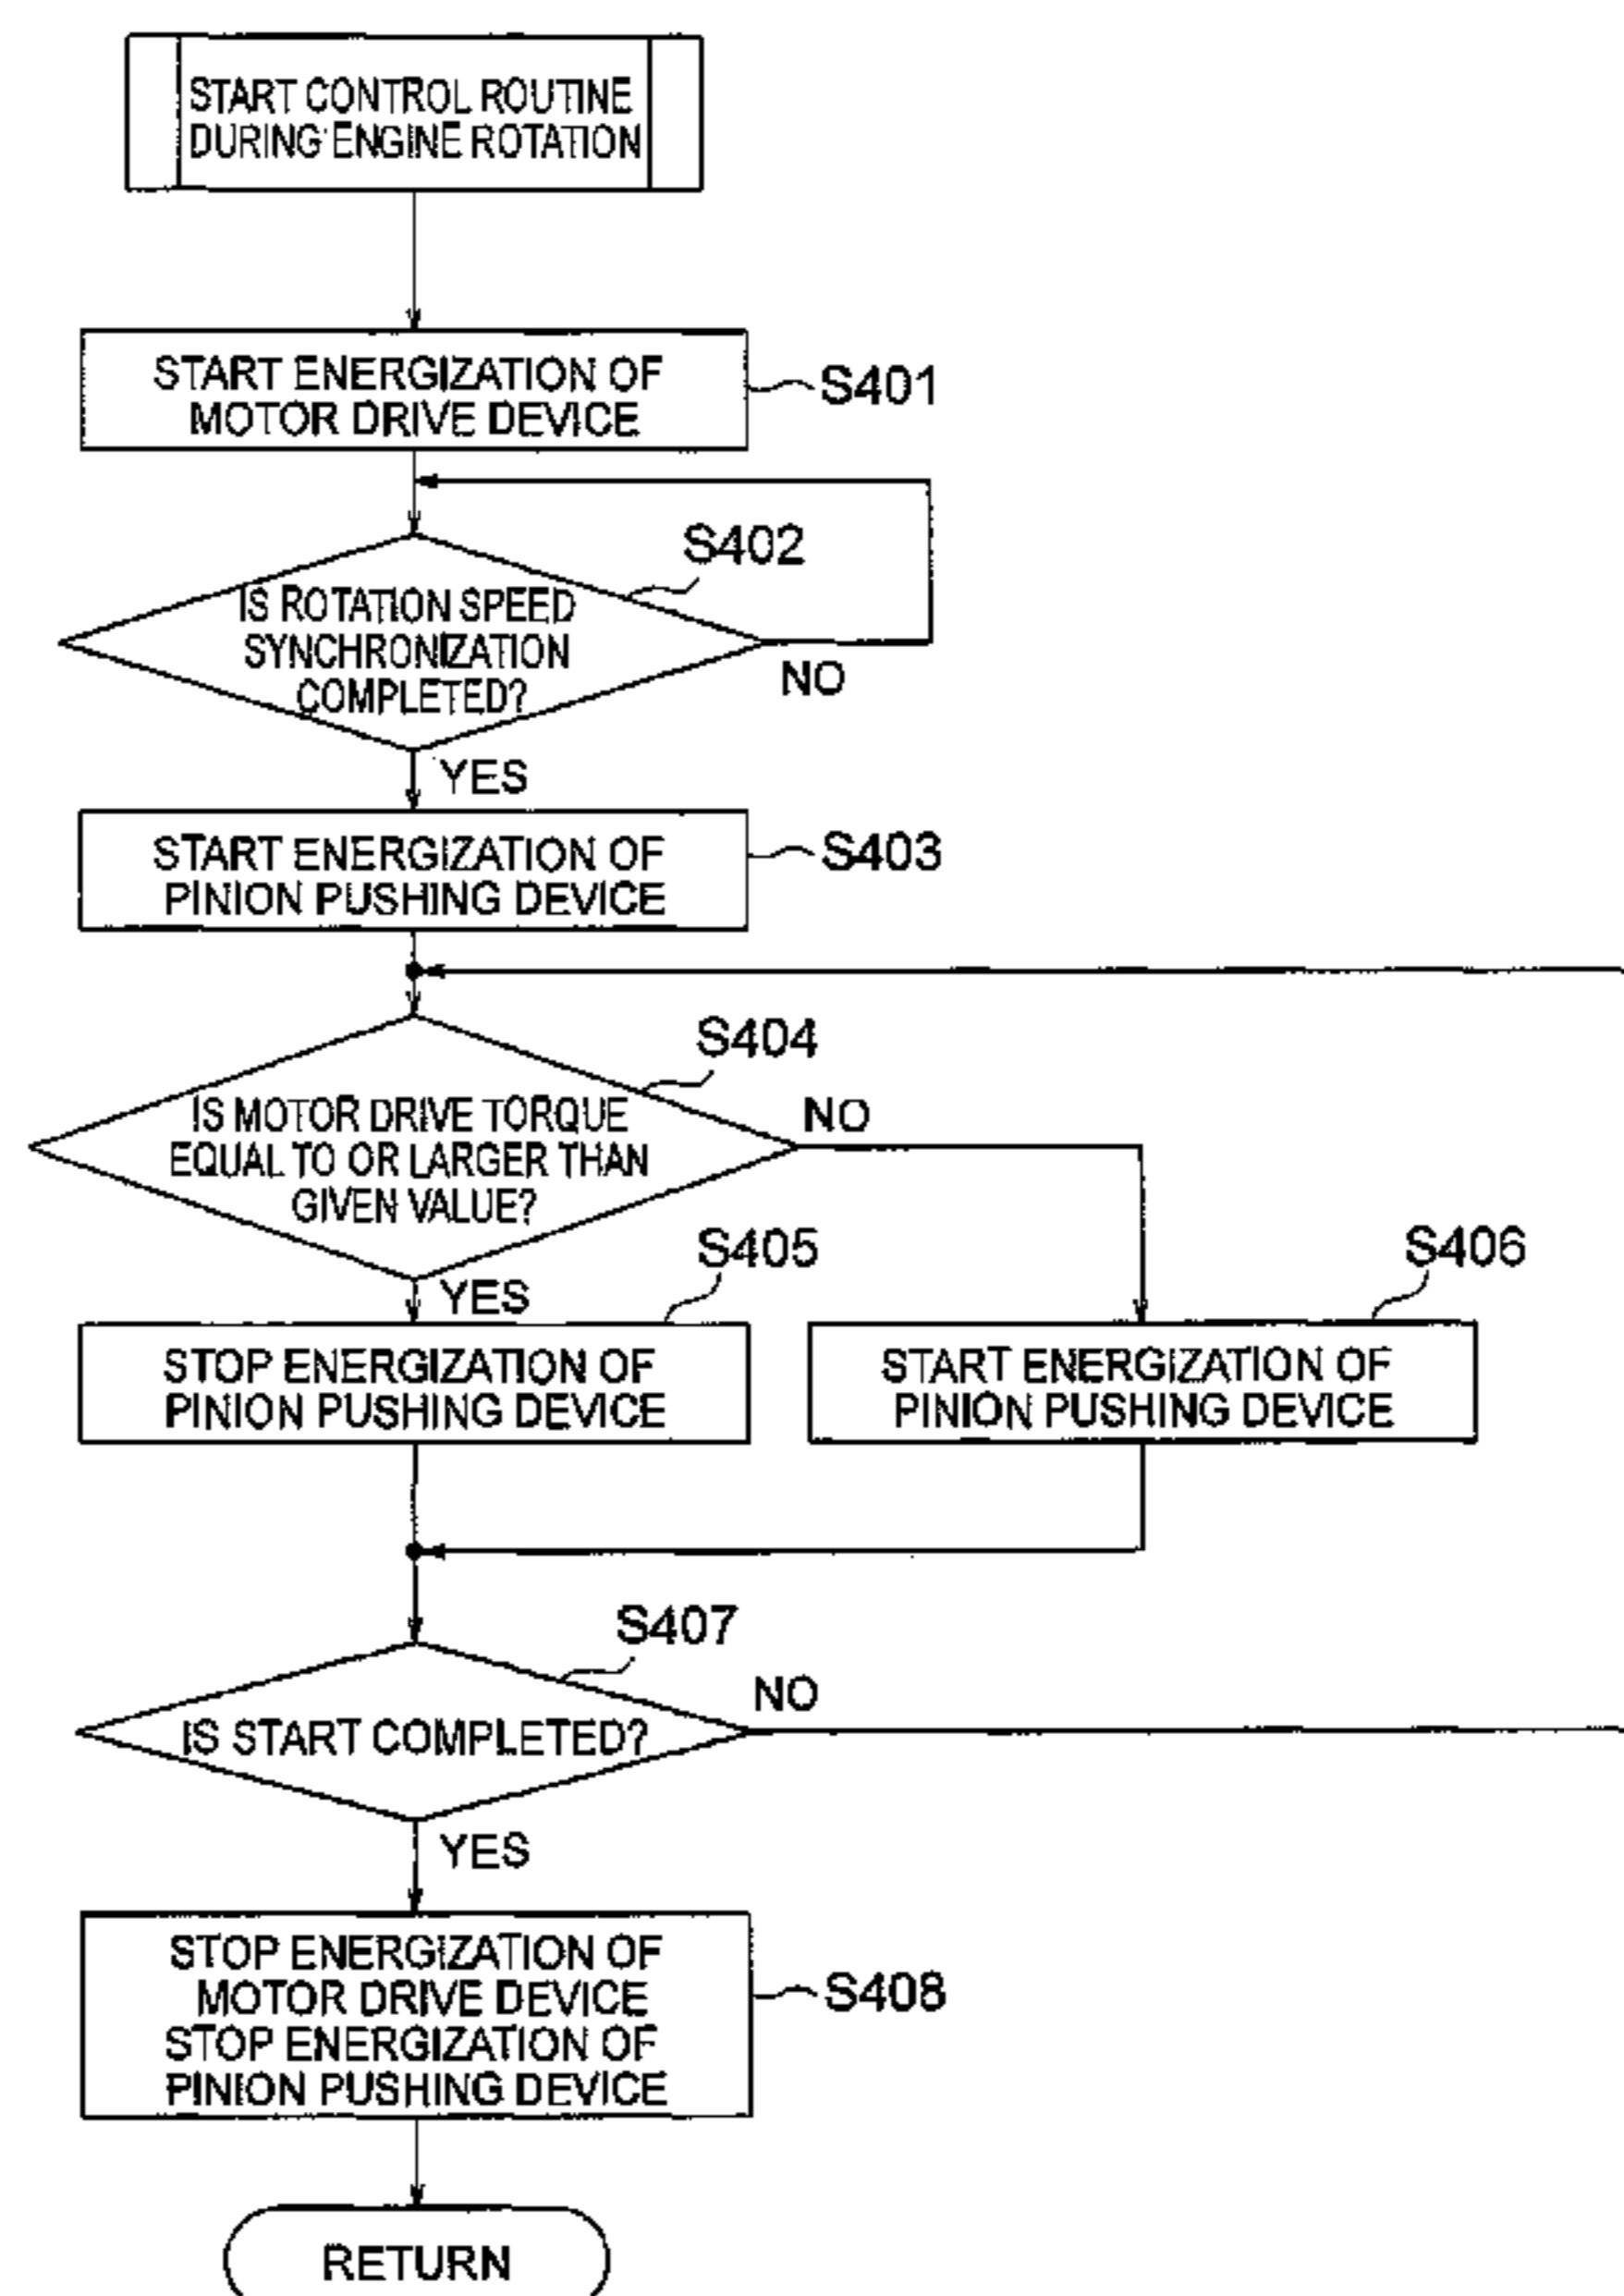 START CONTROL ROUTINE
DURING ENGINE ROTATION
START ENERGIZATION OF
MOTOR DRIVE DEVICE
S401
S402
IS ROTATION SPEED
SYNCHRONIZATION
COMPLETED?
NO
YES
START ENERGIZATION OF
PINION PUSHING DEVICE
S403
S404
IS MOTOR DRIVE TORQUE
EQUAL TO OR LARGER THAN
GIVEN VALUE?
NO
YES
S405
STOP ENERGIZATION OF
PINION PUSHING DEVICE
S406
START ENERGIZATION OF
PINION PUSHING DEVICE
S407
IS START COMPLETED?
NO
YES
STOP ENERGIZATION OF
MOTOR DRIVE DEVICE
STOP ENERGIZATION OF
PINION PUSHING DEVICE
S408
RETURN